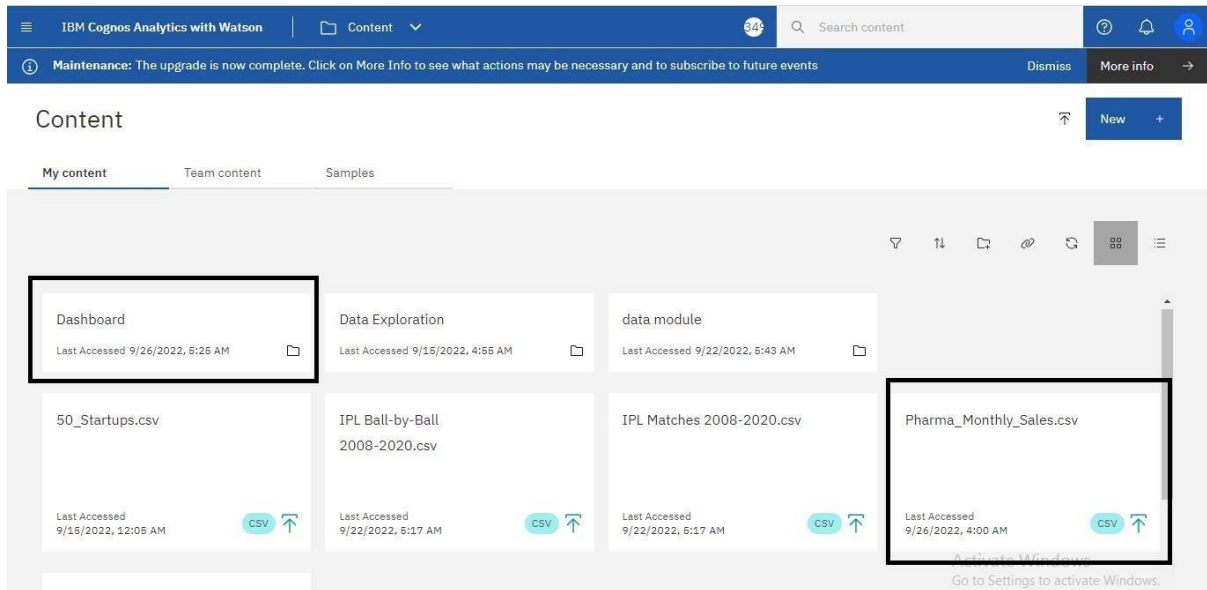 IBM Cognos Analytics with Watson
Content
349
Search content
Maintenance: The upgrade is now complete. Click on More Info to see what actions may be necessary and to subscribe to future events
Dismiss
More info
Content
New +
My content
Team content
Samples
Dashboard
Last Accessed 9/26/2022, 5:25 AM
Data Exploration
Last Accessed 9/15/2022, 4:55 AM
data module
Last Accessed 9/22/2022, 5:43 AM
50_Startups.csv
Last Accessed
9/15/2022, 12:05 AM
CSV
IPL Ball-by-Ball
2008-2020.csv
Last Accessed
9/22/2022, 5:17 AM
CSV
IPL Matches 2008-2020.csv
Last Accessed
9/22/2022, 5:17 AM
CSV
Pharma_Monthly_Sales.csv
Last Accessed
9/26/2022, 4:00 AM
CSV
Activate Windows
Go to Settings to activate Windows.